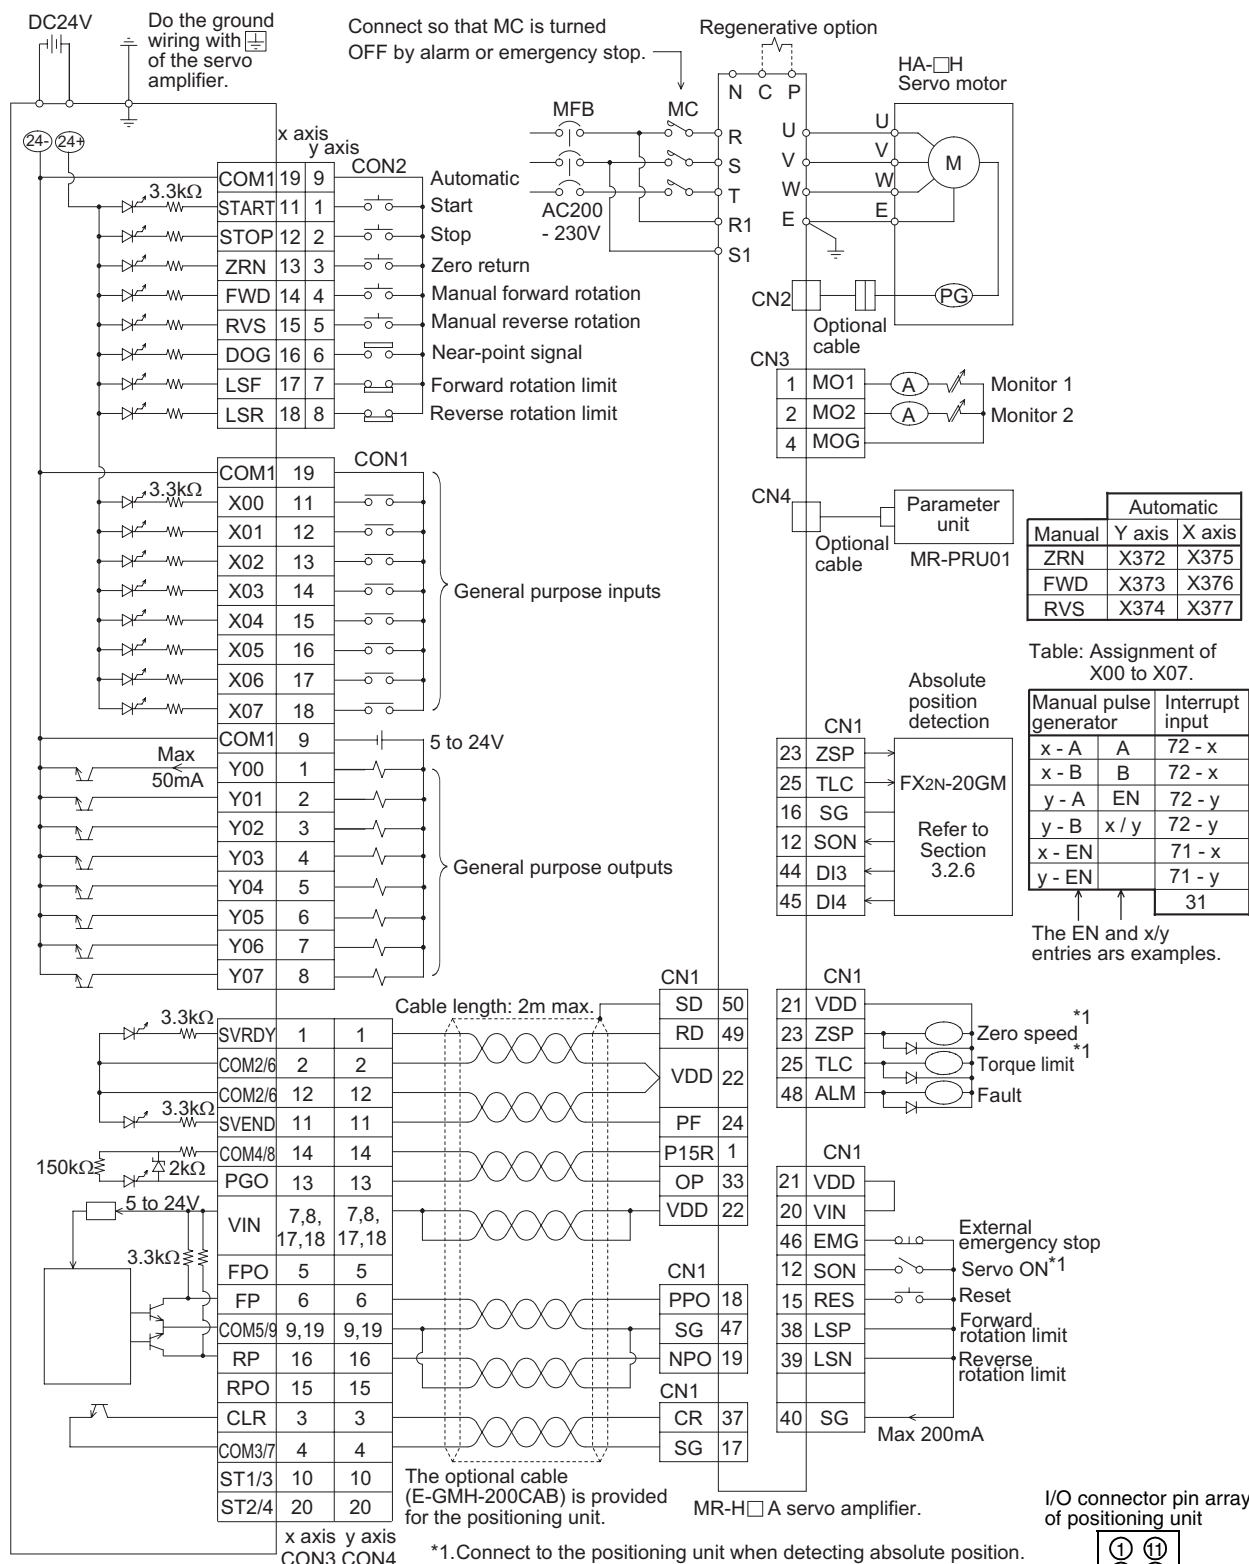 DC24V
Do the ground
wiring with
of the servo
amplifier.
Connect so that MC is turned
OFF by alarm or emergency stop.
Regenerative option
HA-□H
Servo motor
MFB
MC
N C P
R
S
T
R1
S1
U
V
W
E
U
V
W
E
M
PG
AC200
- 230V
24- 24+
x axis
y axis
CON2
COM1 19 9 Automatic
3.3kΩ
START 11 1 Start
STOP 12 2 Stop
ZRN 13 3 Zero return
FWD 14 4 Manual forward rotation
RVS 15 5 Manual reverse rotation
DOG 16 6 Near-point signal
LSF 17 7 Forward rotation limit
LSR 18 8 Reverse rotation limit
CN2
Optional
cable
CN3
1 MO1 A Monitor 1
2 MO2 A Monitor 2
4 MOG
CON1
COM1 19
3.3kΩ
X00 11
X01 12
X02 13
X03 14
X04 15
X05 16
X06 17
X07 18
General purpose inputs
COM1 9 5 to 24V
Max
50mA
Y00 1
Y01 2
Y02 3
Y03 4
Y04 5
Y05 6
Y06 7
Y07 8
General purpose outputs
CN4
Optional
cable
Parameter
unit
MR-PRU01
Automatic
Manual Y axis X axis
ZRN X372 X375
FWD X373 X376
RVS X374 X377
Table: Assignment of
X00 to X07.
Manual pulse
generator
Interrupt
input
x - A A 72 - x
x - B B 72 - x
y - A EN 72 - y
y - B x / y 72 - y
x - EN 71 - x
y - EN 71 - y
31
The EN and x/y
entries ars examples.
Absolute
position
detection
CN1
23 ZSP
25 TLC
16 SG
12 SON
44 DI3
45 DI4
FX2N-20GM
Refer to
Section
3.2.6
Cable length: 2m max.
3.3kΩ
SVRDY 1 1
COM2/6 2 2
COM2/6 12 12
3.3kΩ
SVEND 11 11
COM4/8 14 14
150kΩ
2kΩ
PGO 13 13
5 to 24V
VIN 7,8, 7,8,
17,18 17,18
3.3kΩ
FPO 5 5
FP 6 6
COM5/9 9,19 9,19
RP 16 16
RPO 15 15
CLR 3 3
COM3/7 4 4
ST1/3 10 10
ST2/4 20 20
x axis y axis
CON3 CON4
CN1
SD 50
RD 49
VDD 22
PF 24
P15R 1
OP 33
VDD 22
CN1
PPO 18
SG 47
NPO 19
CN1
CR 37
SG 17
The optional cable
(E-GMH-200CAB) is provided
for the positioning unit.
CN1
21 VDD
23 ZSP Zero speed*1
25 TLC Torque limit*1
48 ALM Fault
CN1
21 VDD
20 VIN
46 EMG External
emergency stop
12 SON Servo ON*1
15 RES Reset
38 LSP Forward
rotation limit
39 LSN Reverse
rotation limit
40 SG
Max 200mA
MR-H□A servo amplifier.
*1.Connect to the positioning unit when detecting absolute position.
I/O connector pin array
of positioning unit
① ⑪